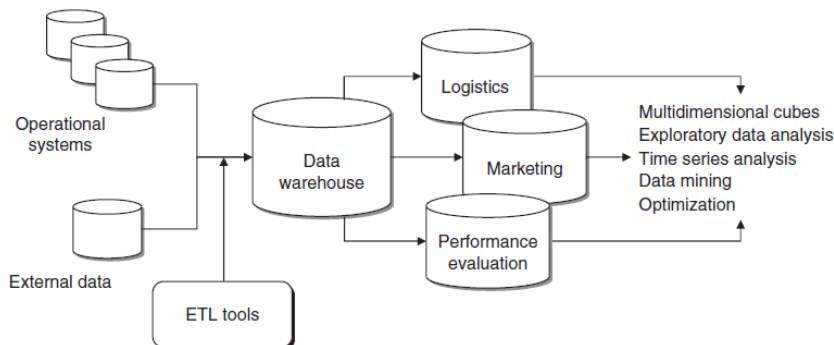 Operational
systems
External data
ETL tools
Data
warehouse
Logistics
Marketing
Performance
evaluation
Multidimensional cubes
Exploratory data analysis
Time series analysis
Data mining
Optimization